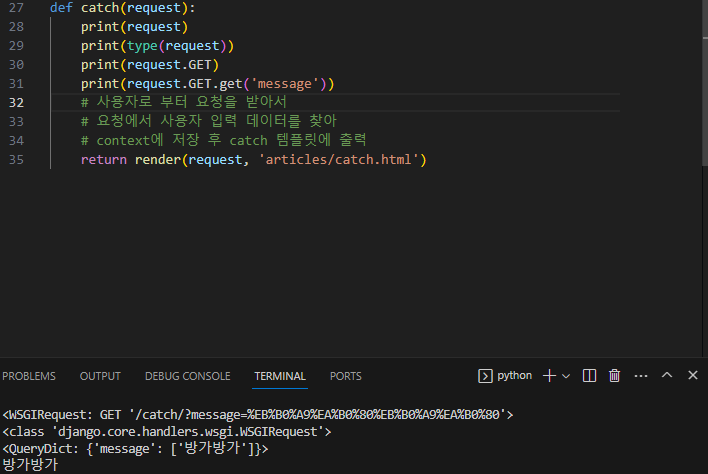 27 def catch(request):
28 print(request)
29 print(type(request))
30 print(request.GET)
31 print(request.GET.get('message'))
32 # 사용자로 부터 요청을 받아서
33 # 요청에서 사용자 입력 데이터를 찾아
34 # context에 저장 후 catch 템플릿에 출력
35 return render(request, 'articles/catch.html')
PROBLEMS OUTPUT DEBUG CONSOLE TERMINAL PORTS python
<WSGIRequest: GET '/catch/?message=%EB%B0%A9%EA%B0%80%EB%B0%A9%EA%B0%80'>
<class 'django.core.handlers.wsgi.WSGIRequest'>
<QueryDict: {'message': ['방가방가']}>
방가방가